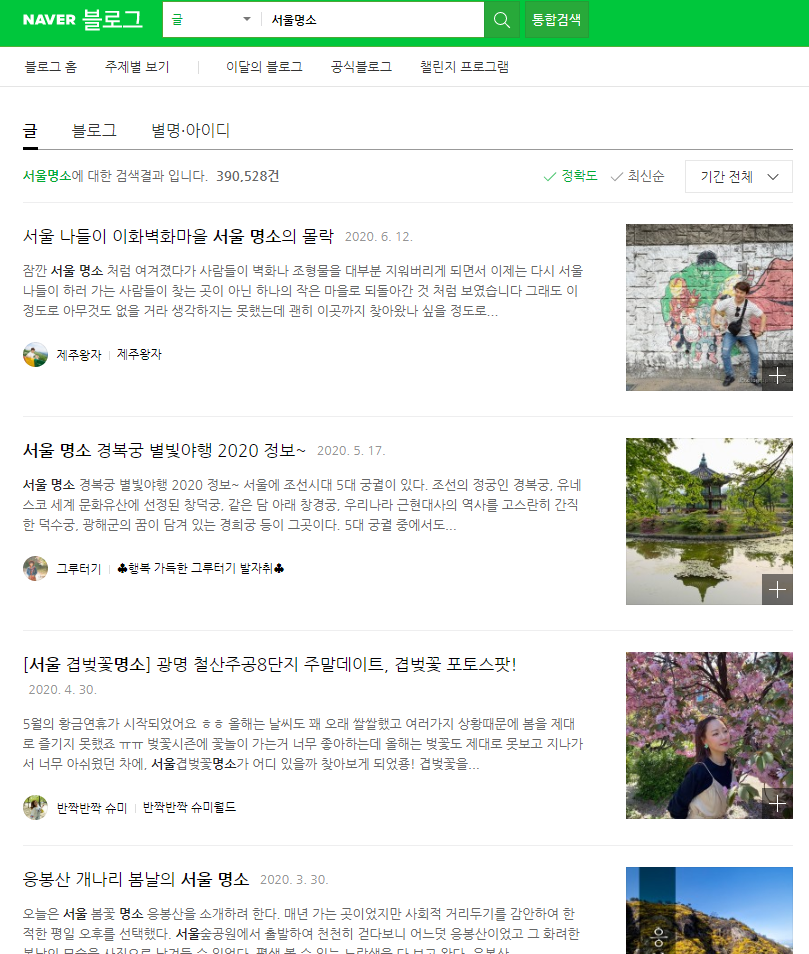 NAVER 블로그 글 서울명소 통합검색
블로그 홈 주제별 보기 이달의 블로그 공식블로그 챌린지 프로그램
글 블로그 별명·아이디
서울명소에 대한 검색결과 입니다. 390,528건 정확도 최신순 기간 전체
서울 나들이 이화벽화마을 서울 명소의 몰락 2020. 6. 12.
잠깐 서울 명소 처럼 여겨졌다가 사람들이 벽화나 조형물을 대부분 지워버리게 되면서 이제는 다시 서울
나들이 하러 가는 사람들이 찾는 곳이 아닌 하나의 작은 마을로 되돌아간 것 처럼 보였습니다 그래도 이
정도로 아무것도 없을 거라 생각하지는 못했는데 괜히 이곳까지 찾아왔나 싶을 정도로...
제주왕자 제주왕자
서울 명소 경복궁 별빛야행 2020 정보~ 2020. 5. 17.
서울 명소 경복궁 별빛야행 2020 정보~ 서울에 조선시대 5대 궁궐이 있다. 조선의 정궁인 경복궁, 유네
스코 세계 문화유산에 선정된 창덕궁, 같은 담 아래 창경궁, 우리나라 근현대사의 역사를 고스란히 간직
한 덕수궁, 광해군의 꿈이 담겨 있는 경희궁 등이 그곳이다. 5대 궁궐 중에서도...
그루터기 ♣행복 가득한 그루터기 발자취♣
[서울 겹벚꽃명소] 광명 철산주공8단지 주말데이트, 겹벚꽃 포토스팟!
2020. 4. 30.
5월의 황금연휴가 시작되었어요 ㅎㅎ 올해는 날씨도 꽤 오래 쌀쌀했고 여러가지 상황때문에 봄을 제대
로 즐기지 못했죠 ㅠㅠ 벚꽃시즌에 꽃놀이 가는거 너무 좋아하는데 올해는 벚꽃도 제대로 못보고 지나가
서 너무 아쉬웠던 차에, 서울겹벚꽃명소가 어디 있을까 찾아보게 되었죵! 겹벚꽃을...
반짝반짝 슈미 반짝반짝 슈미월드
응봉산 개나리 봄날의 서울 명소 2020. 3. 30.
오늘은 서울 봄꽃 명소 응봉산을 소개하려 한다. 매년 가는 곳이었지만 사회적 거리두기를 감안하여 한
적한 평일 오후를 선택했다. 서울숲공원에서 출발하여 천천히 걷다보니 어느덧 응봉산이었고 그 화려한